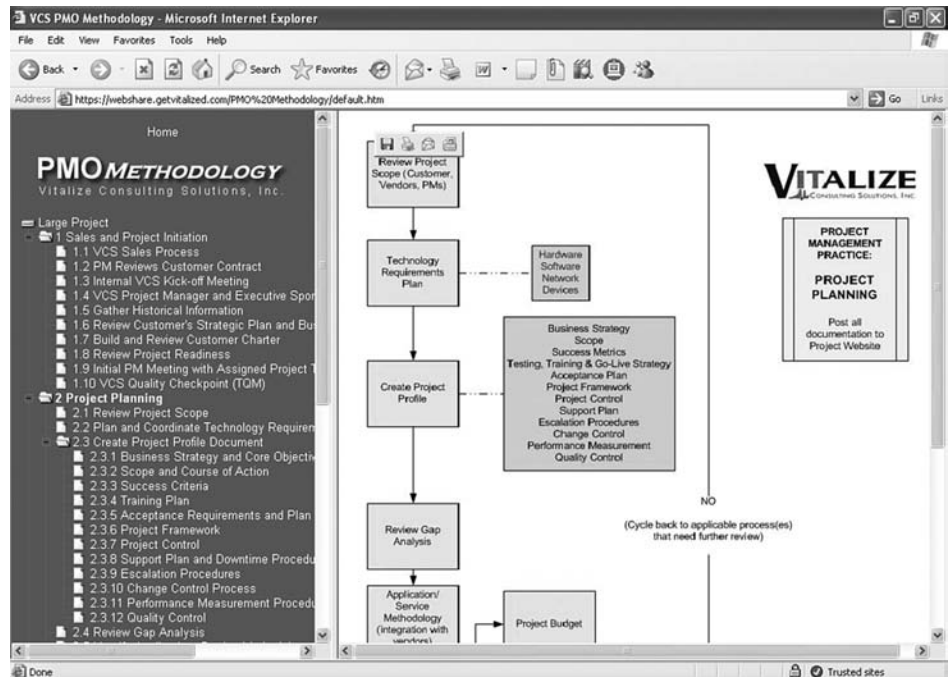 VCS PMO Methodology - Microsoft Internet Explorer
File Edit View Favorites Tools Help
Back Search Favorites
Address https://webshare.getvitalized.com/PMO%20Methodology/default.htm Go Links
Home
PMO METHODOLOGY
Vitalize Consulting Solutions, Inc.
Large Project
1 Sales and Project Initiation
1.1 VCS Sales Process
1.2 PM Reviews Customer Contract
1.3 Internal VCS Kick-off Meeting
1.4 VCS Project Manager and Executive Spon
1.5 Gather Historical Information
1.6 Review Customer's Strategic Plan and Bu
1.7 Build and Review Customer Charter
1.8 Review Project Readiness
1.9 Initial PM Meeting with Assigned Project T
1.10 VCS Quality Checkpoint (TQM)
2 Project Planning
2.1 Review Project Scope
2.2 Plan and Coordinate Technology Requirem
2.3 Create Project Profile Document
2.3.1 Business Strategy and Core Objectiv
2.3.2 Scope and Course of Action
2.3.3 Success Criteria
2.3.4 Training Plan
2.3.5 Acceptance Requirements and Plan
2.3.6 Project Framework
2.3.7 Project Control
2.3.8 Support Plan and Downtime Procedu
2.3.9 Escalation Procedures
2.3.10 Change Control Process
2.3.11 Performance Measurement Procedu
2.3.12 Quality Control
2.4 Review Gap Analysis
Review Project
Scope (Customer,
Vendors, PMs)
Technology
Requirements
Plan
Hardware
Software
Network
Devices
Create Project
Profile
Business Strategy
Scope
Success Metrics
Testing, Training & Go-Live Strategy
Acceptance Plan
Project Framework
Project Control
Support Plan
Escalation Procedures
Change Control
Performance Measurement
Quality Control
Review Gap
Analysis
Application/
Service
Methodology
(integration with
vendors)
Project Budget
NO
(Cycle back to applicable process(es)
that need further review)
VITALIZE
CONSULTING SOLUTIONS, INC.
PROJECT
MANAGEMENT
PRACTICE:
PROJECT
PLANNING
Post all
documentation to
Project Website
Done
Trusted sites